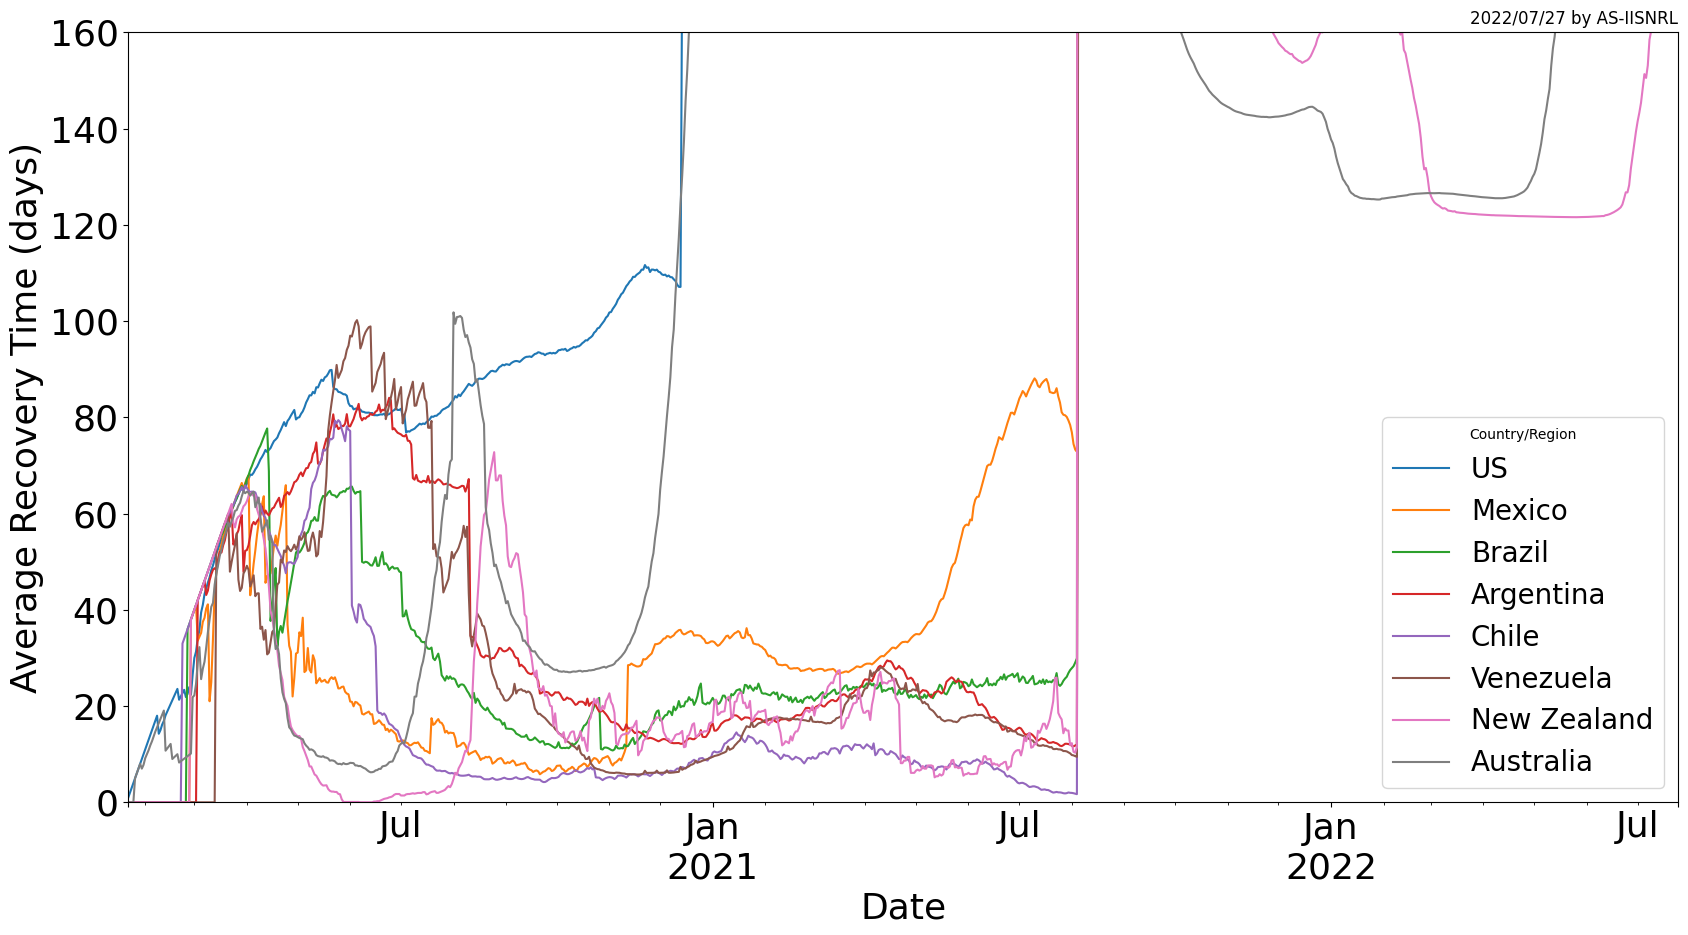 2022/07/27 by AS-IISNRL
160
140
120
100
80
60
40
20
0
Average Recovery Time (days)
Country/Region
US
Mexico
Brazil
Argentina
Chile
Venezuela
New Zealand
Australia
Jul
Jan
2021
Jul
Jan
2022
Jul
Date